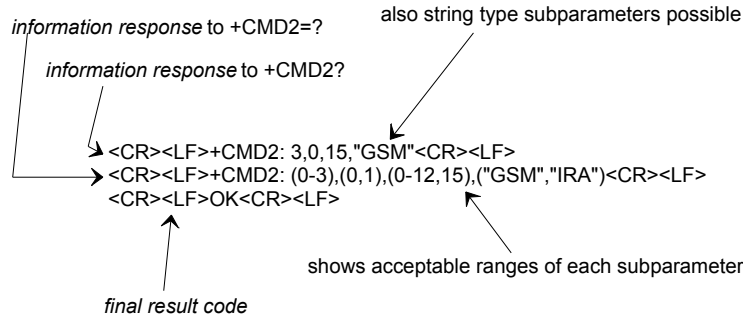 information response to +CMD2=?
also string type subparameters possible
information response to +CMD2?
<CR><LF>+CMD2: 3,0,15,"GSM"<CR><LF>
<CR><LF>+CMD2: (0-3),(0,1),(0-12,15),("GSM","IRA")<CR><LF>
<CR><LF>OK<CR><LF>
shows acceptable ranges of each subparameter
final result code